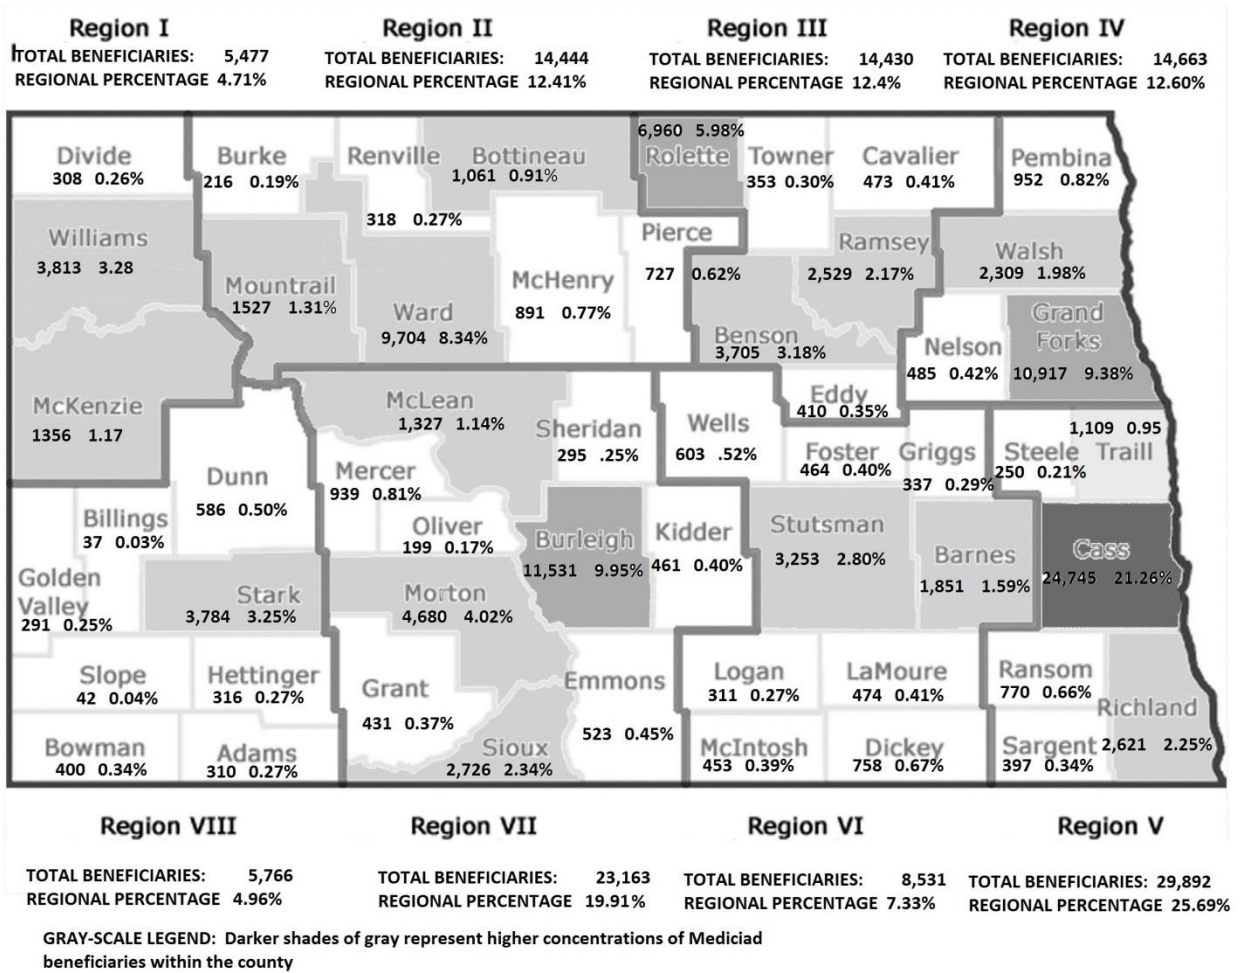 Region I
TOTAL BENEFICIARIES: 5,477
REGIONAL PERCENTAGE 4.71%
Region II
TOTAL BENEFICIARIES: 14,444
REGIONAL PERCENTAGE 12.41%
Region III
TOTAL BENEFICIARIES: 14,430
REGIONAL PERCENTAGE 12.4%
Region IV
TOTAL BENEFICIARIES: 14,663
REGIONAL PERCENTAGE 12.60%
Divide
308 0.26%
Burke
216 0.19%
Renville
318 0.27%
Bottineau
1,061 0.91%
6,960 5.98%
Rolette
Towner
353 0.30%
Cavalier
473 0.41%
Pembina
952 0.82%
Williams
3,813 3.28
Mountrail
1527 1.31%
Ward
9,704 8.34%
McHenry
891 0.77%
Pierce
727 0.62%
Ramsey
2,529 2.17%
Walsh
2,309 1.98%
Benson
3,705 3.18%
Nelson
485 0.42%
Grand
Forks
10,917 9.38%
McKenzie
1356 1.17
Dunn
586 0.50%
McLean
1,327 1.14%
Mercer
939 0.81%
Sheridan
295 .25%
Wells
603 .52%
Eddy
410 0.35%
Foster
464 0.40%
Griggs
337 0.29%
Steele
250 0.21%
1,109 0.95
Traill
Billings
37 0.03%
Oliver
199 0.17%
Burleigh
11,531 9.95%
Kidder
461 0.40%
Stutsman
3,253 2.80%
Barnes
1,851 1.59%
Cass
24,745 21.26%
Golden
Valley
291 0.25%
Stark
3,784 3.25%
Morton
4,680 4.02%
Slope
42 0.04%
Hettinger
316 0.27%
Grant
431 0.37%
Emmons
523 0.45%
Logan
311 0.27%
LaMoure
474 0.41%
Ransom
770 0.66%
Richland
2,621 2.25%
Bowman
400 0.34%
Adams
310 0.27%
Sioux
2,726 2.34%
McIntosh
453 0.39%
Dickey
758 0.67%
Sargent
397 0.34%
Region VIII
TOTAL BENEFICIARIES: 5,766
REGIONAL PERCENTAGE 4.96%
Region VII
TOTAL BENEFICIARIES: 23,163
REGIONAL PERCENTAGE 19.91%
Region VI
TOTAL BENEFICIARIES: 8,531
REGIONAL PERCENTAGE 7.33%
Region V
TOTAL BENEFICIARIES: 29,892
REGIONAL PERCENTAGE 25.69%
GRAY-SCALE LEGEND: Darker shades of gray represent higher concentrations of Mediciad
beneficiaries within the county